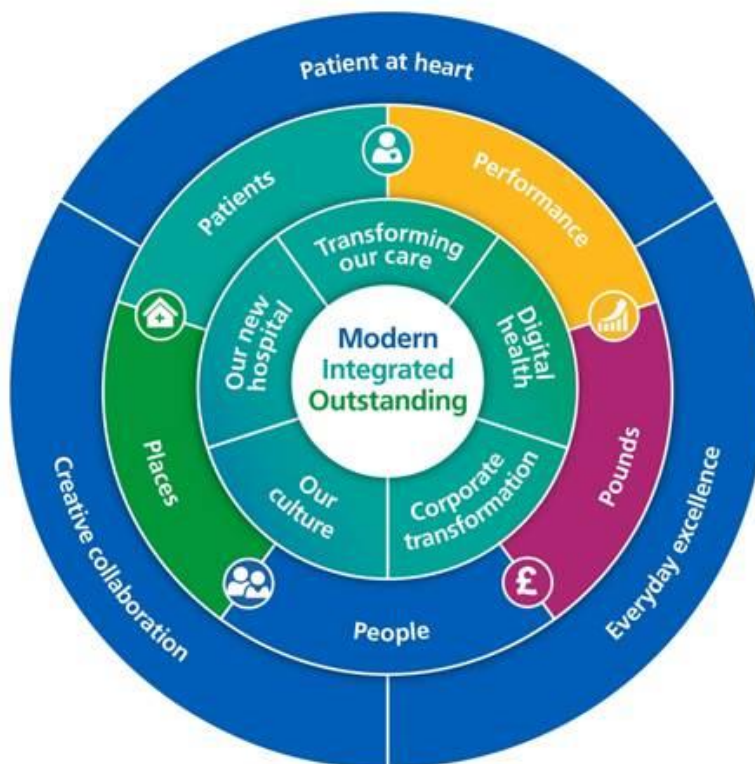 Patient at heart
Patients
Performance
Transforming
our care
Our new
hospital
Digital
health
Modern
Integrated
Outstanding
Places
Pounds
Our
culture
Corporate
transformation
Creative collaboration
Everyday excellence
£
People